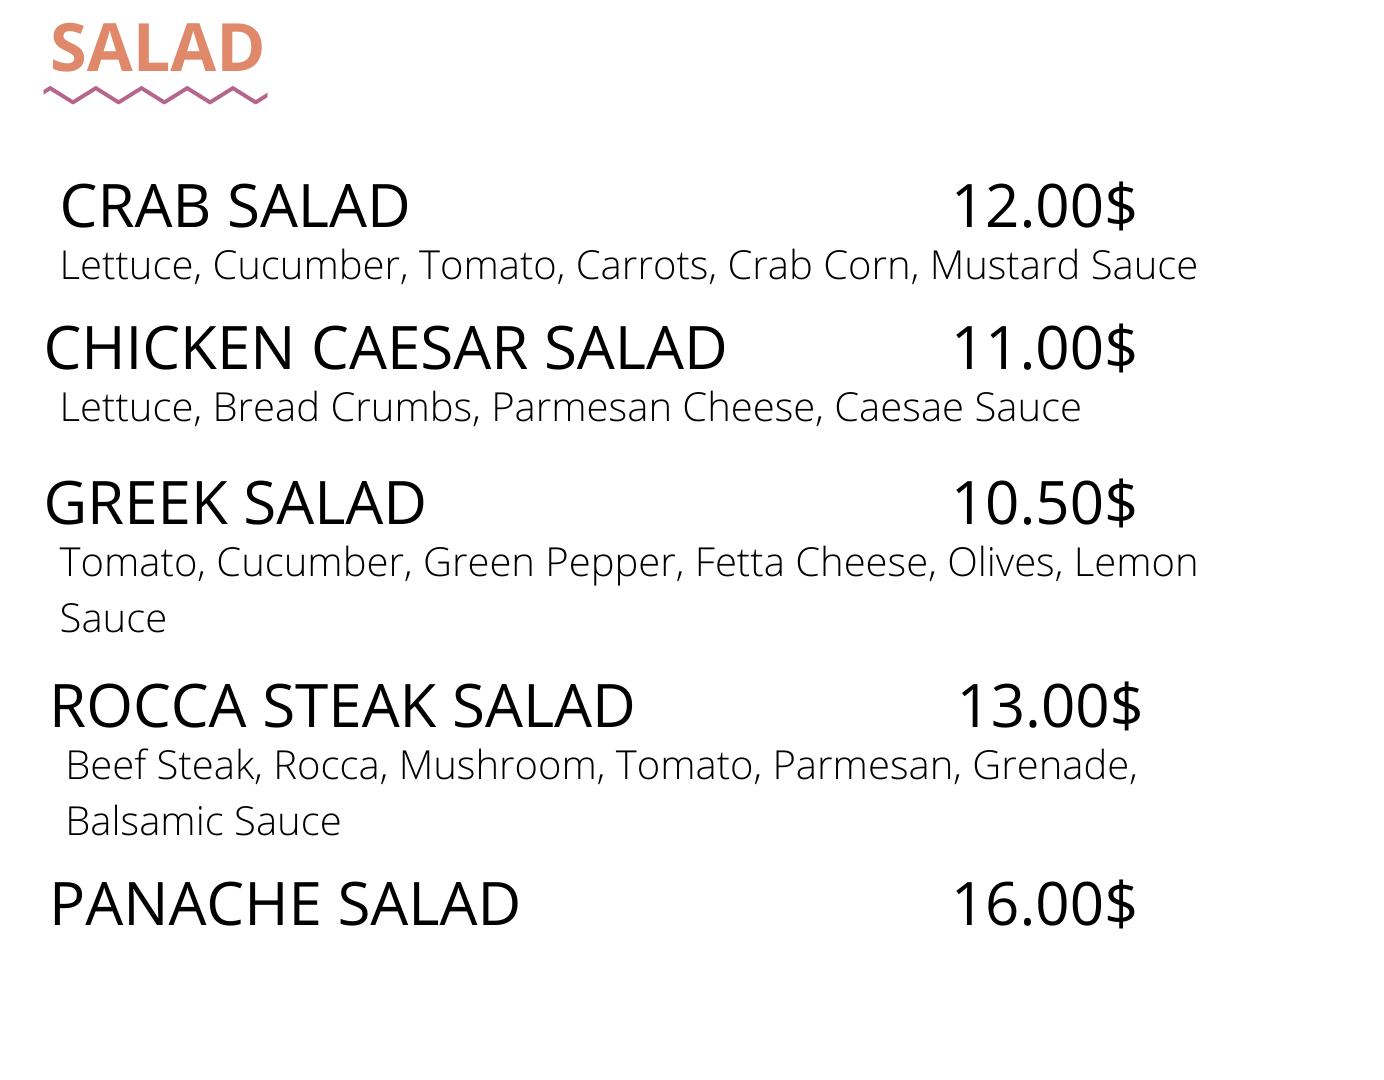 SALAD
CRAB SALAD 12.00$
Lettuce, Cucumber, Tomato, Carrots, Crab Corn, Mustard Sauce
CHICKEN CAESAR SALAD 11.00$
Lettuce, Bread Crumbs, Parmesan Cheese, Caesae Sauce
GREEK SALAD 10.50$
Tomato, Cucumber, Green Pepper, Fetta Cheese, Olives, Lemon
Sauce
ROCCA STEAK SALAD 13.00$
Beef Steak, Rocca, Mushroom, Tomato, Parmesan, Grenade,
Balsamic Sauce
PANACHE SALAD 16.00$